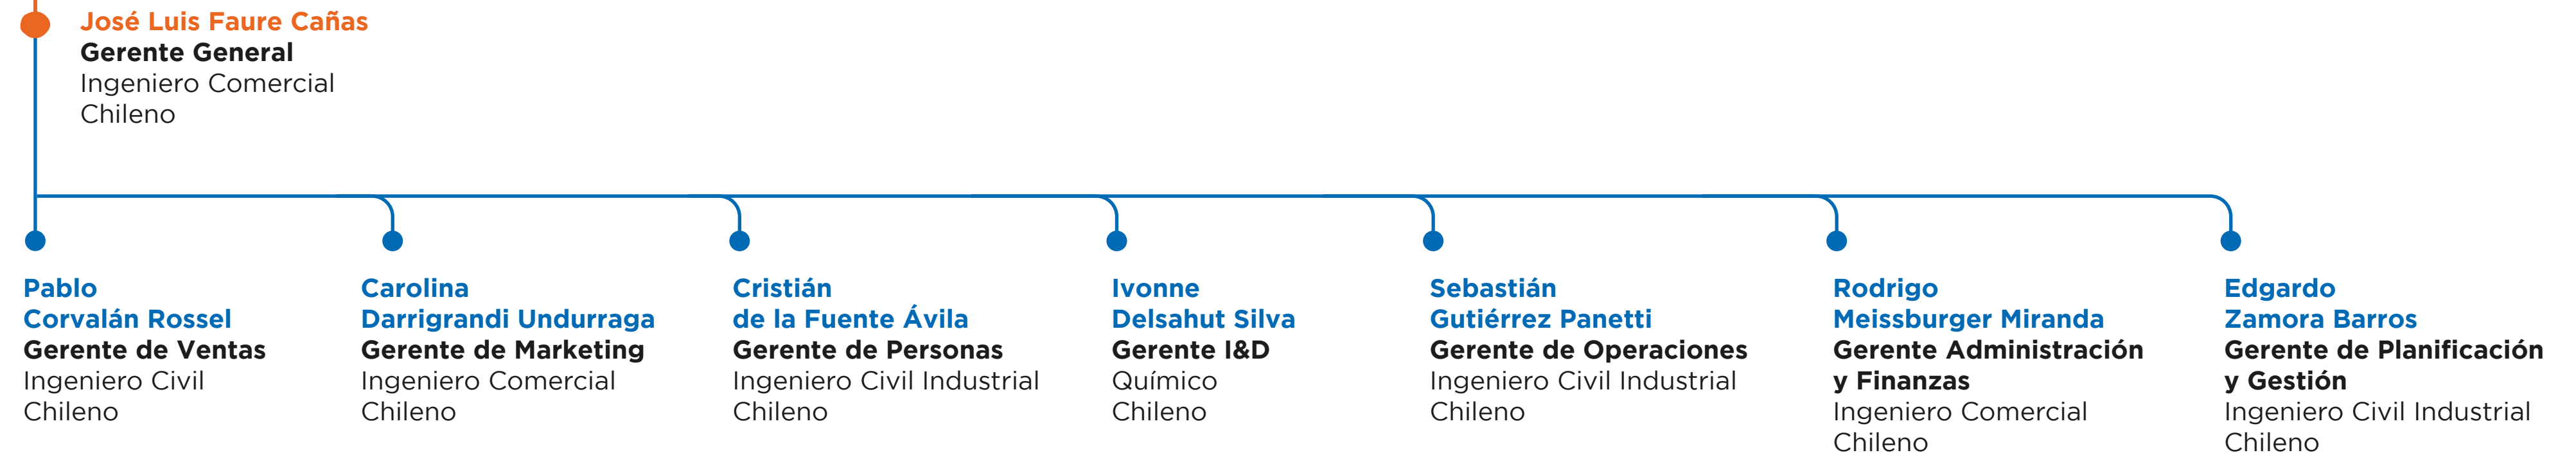 José Luis Faure Cañas
Gerente General
Ingeniero Comercial
Chileno
Pablo
Corvalán Rossel
Gerente de Ventas
Ingeniero Civil
Chileno
Carolina
Darrigrandi Undurraga
Gerente de Marketing
Ingeniero Comercial
Chileno
Cristián
de la Fuente Ávila
Gerente de Personas
Ingeniero Civil Industrial
Chileno
Ivonne
Delsahut Silva
Gerente I&D
Químico
Chileno
Sebastián
Gutiérrez Panetti
Gerente de Operaciones
Ingeniero Civil Industrial
Chileno
Rodrigo
Meissburger Miranda
Gerente Administración
y Finanzas
Ingeniero Comercial
Chileno
Edgardo
Zamora Barros
Gerente de Planificación
y Gestión
Ingeniero Civil Industrial
Chileno